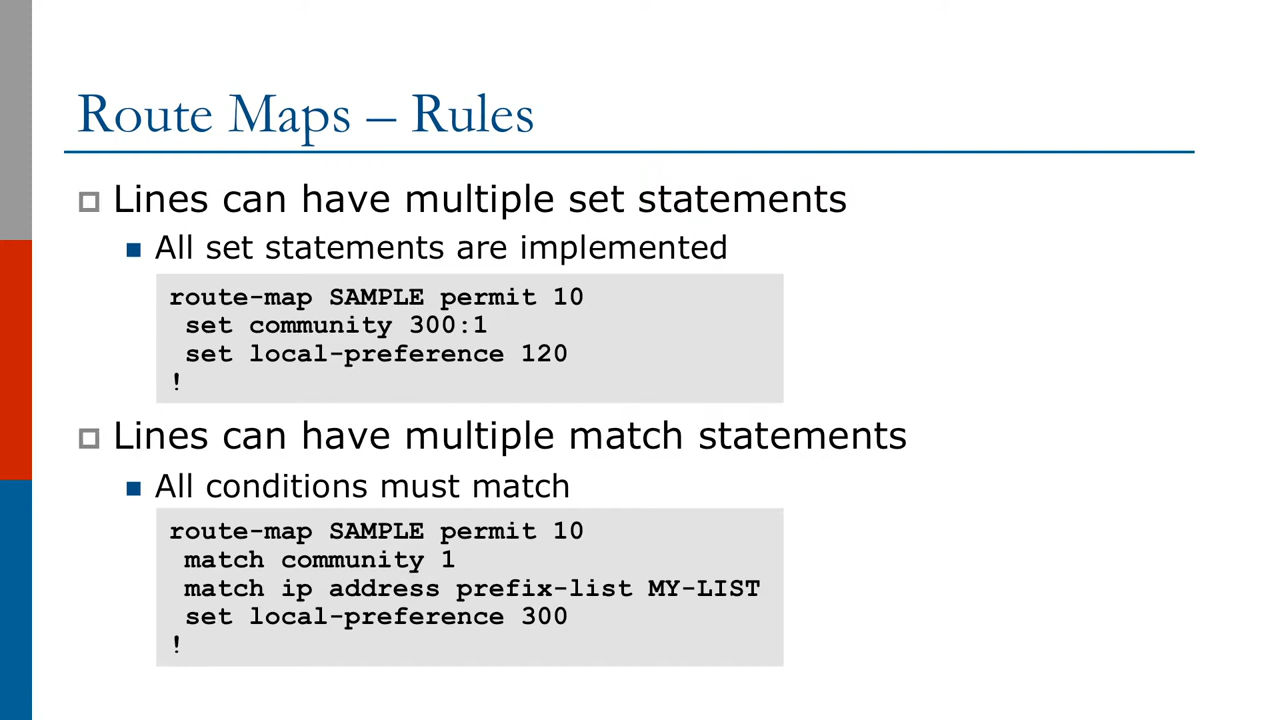 Route Maps – Rules
Lines can have multiple set statements
All set statements are implemented
route-map SAMPLE permit 10
set community 300:1
set local-preference 120
!
Lines can have multiple match statements
All conditions must match
route-map SAMPLE permit 10
match community 1
match ip address prefix-list MY-LIST
set local-preference 300
!